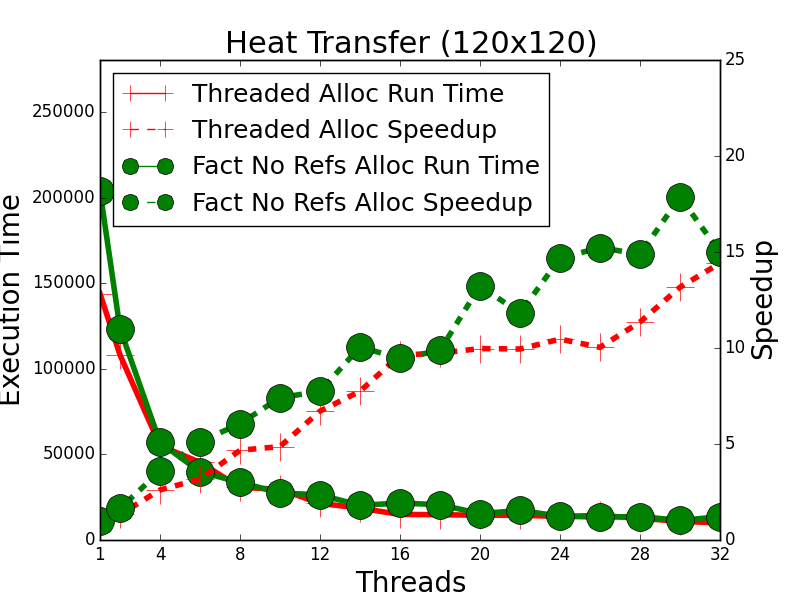 Heat Transfer (120x120)
Threaded Alloc Run Time
Threaded Alloc Speedup
Fact No Refs Alloc Run Time
Fact No Refs Alloc Speedup
Execution Time
250000
200000
150000
100000
50000
0
25
20
15
10
5
0
Speedup
1 4 8 12 16 20 24 28 32
Threads